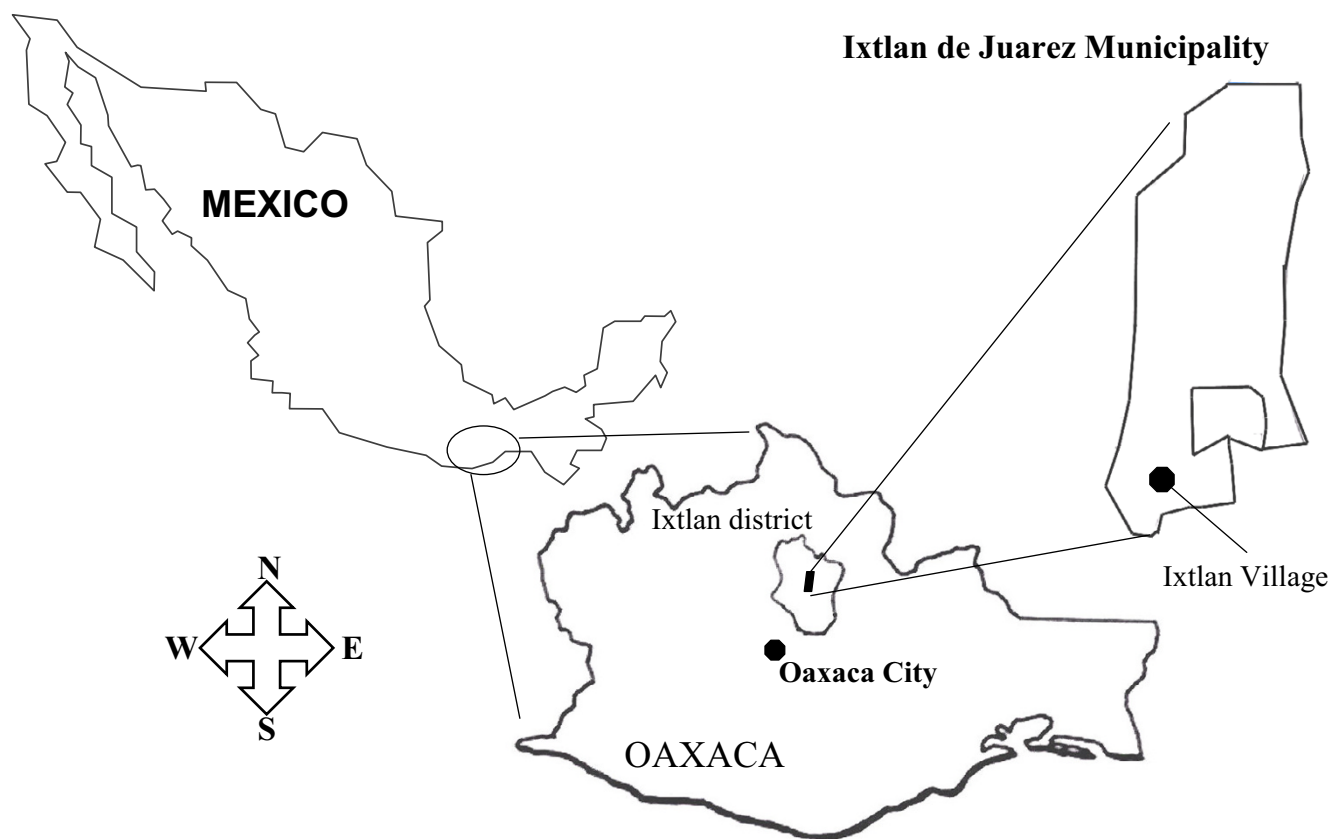 Ixtlan de Juarez Municipality
MEXICO
Ixtlan district
Ixtlan Village
N
W
E
S
Oaxaca City
OAXACA